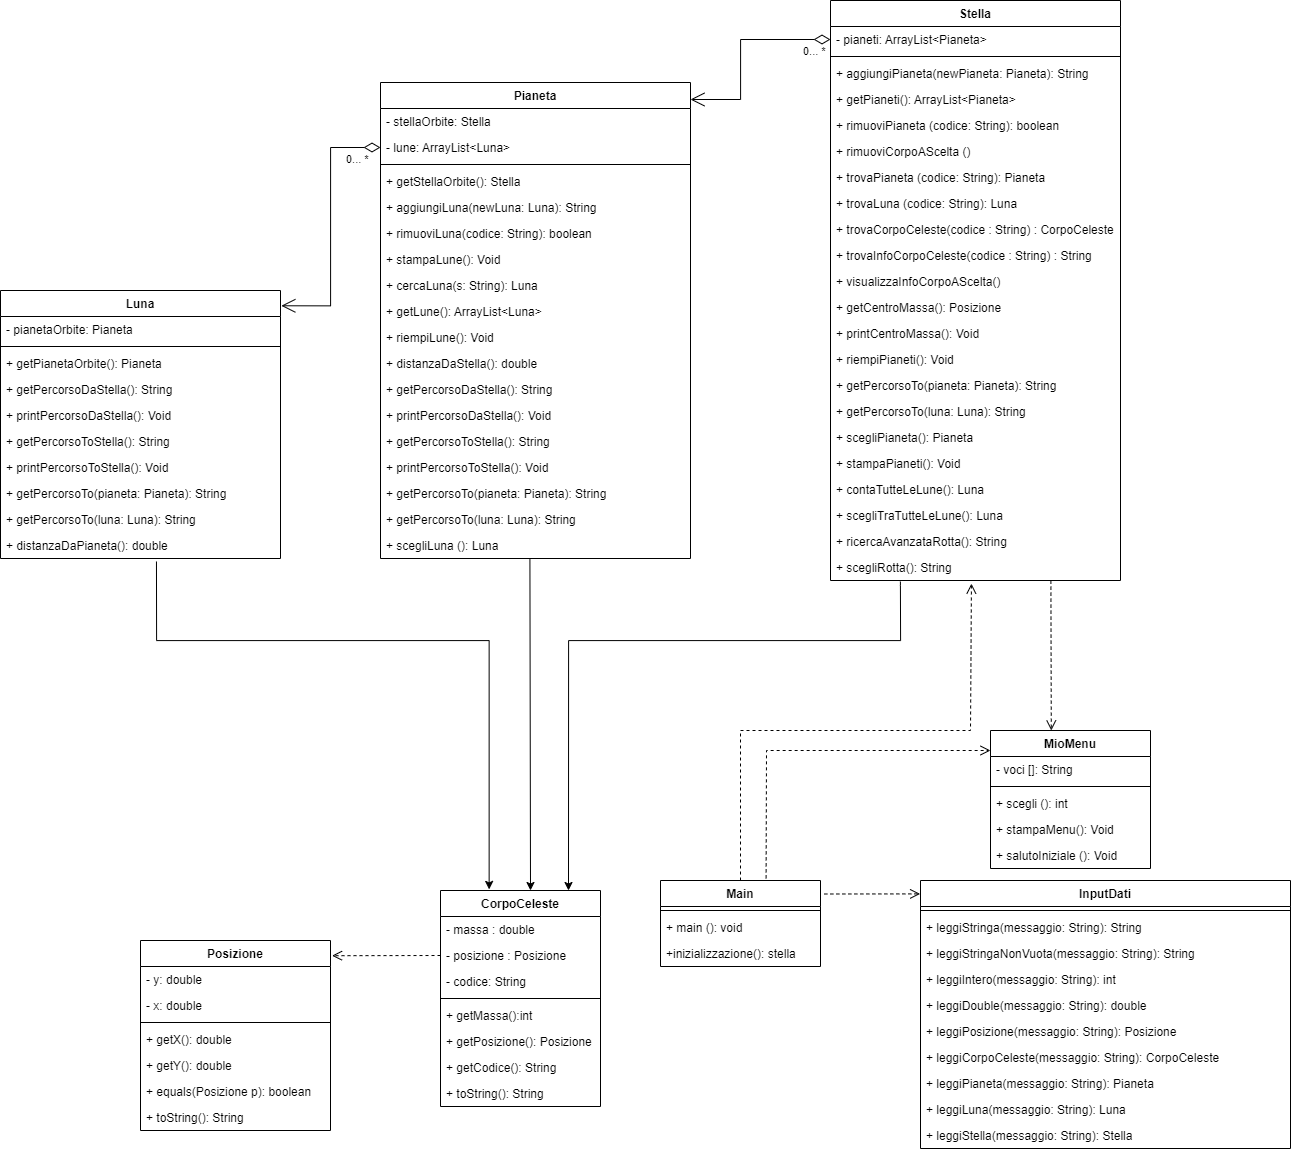 Stella
- pianeti: ArrayList<Pianeta>
0... *
+ aggiungiPianeta(newPianeta: Pianeta): String
+ getPianeti(): ArrayList<Pianeta>
+ rimuoviPianeta (codice: String): boolean
+ rimuoviCorpoAScelta ()
+ trovaPianeta (codice: String): Pianeta
+ trovaLuna (codice: String): Luna
+ trovaCorpoCeleste(codice : String) : CorpoCeleste
+ trovaInfoCorpoCeleste(codice : String) : String
+ visualizzaInfoCorpoAScelta()
+ getCentroMassa(): Posizione
+ printCentroMassa(): Void
+ riempiPianeti(): Void
+ getPercorsoTo(pianeta: Pianeta): String
+ getPercorsoTo(luna: Luna): String
+ scegliPianeta(): Pianeta
+ stampaPianeti(): Void
+ contaTutteLeLune(): Luna
+ scegliTraTutteLeLune(): Luna
+ ricercaAvanzataRotta(): String
+ scegliRotta(): String
Pianeta
- stellaOrbite: Stella
- lune: ArrayList<Luna>
0... *
+ getStellaOrbite(): Stella
+ aggiungiLuna(newLuna: Luna): String
+ rimuoviLuna(codice: String): boolean
+ stampaLune(): Void
+ cercaLuna(s: String): Luna
+ getLune(): ArrayList<Luna>
+ riempiLune(): Void
+ distanzaDaStella(): double
+ getPercorsoDaStella(): String
+ printPercorsoDaStella(): Void
+ getPercorsoToStella(): String
+ printPercorsoToStella(): Void
+ getPercorsoTo(pianeta: Pianeta): String
+ getPercorsoTo(luna: Luna): String
+ scegliLuna (): Luna
Luna
- pianetaOrbite: Pianeta
+ getPianetaOrbite(): Pianeta
+ getPercorsoDaStella(): String
+ printPercorsoDaStella(): Void
+ getPercorsoToStella(): String
+ printPercorsoToStella(): Void
+ getPercorsoTo(pianeta: Pianeta): String
+ getPercorsoTo(luna: Luna): String
+ distanzaDaPianeta(): double
MioMenu
- voci []: String
+ scegli (): int
+ stampaMenu(): Void
+ salutoIniziale (): Void
Main
+ main (): void
+inizializzazione(): stella
InputDati
+ leggiStringa(messaggio: String): String
+ leggiStringaNonVuota(messaggio: String): String
+ leggiIntero(messaggio: String): int
+ leggiDouble(messaggio: String): double
+ leggiPosizione(messaggio: String): Posizione
+ leggiCorpoCeleste(messaggio: String): CorpoCeleste
+ leggiPianeta(messaggio: String): Pianeta
+ leggiLuna(messaggio: String): Luna
+ leggiStella(messaggio: String): Stella
CorpoCeleste
- massa : double
- posizione : Posizione
- codice: String
+ getMassa():int
+ getPosizione(): Posizione
+ getCodice(): String
+ toString(): String
Posizione
- y: double
- x: double
+ getX(): double
+ getY(): double
+ equals(Posizione p): boolean
+ toString(): String